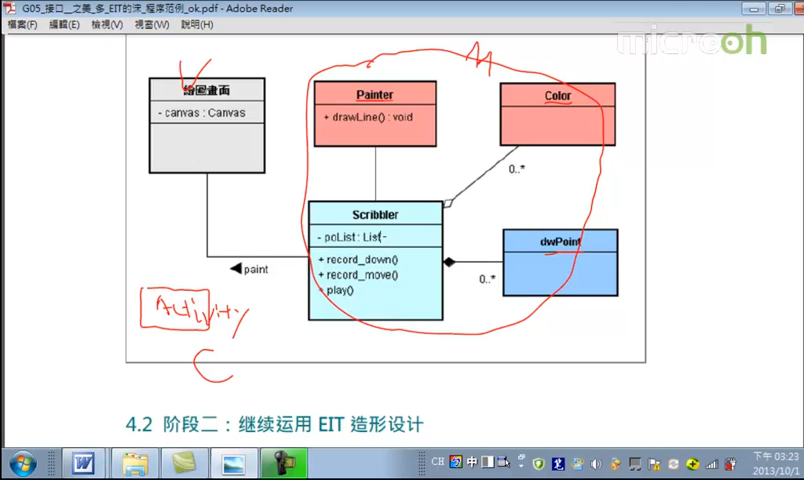 G05_接口__之美_多_EIT的床_程序范例_ok.pdf - Adobe Reader
檔案(F) 編輯(E) 檢視(V) 視窗(W) 說明(H)
microoh
M
繪圖畫面
- canvas : Canvas
Painter
+ drawLine() : void
Color
0..*
Scribbler
- poList : List~
+ record_down()
+ record_move()
+ play()
dwPoint
0..*
paint
Activity
C
4.2 阶段二：继续运用 EIT 造形设计
CH 中
下午 03:23
2013/10/1